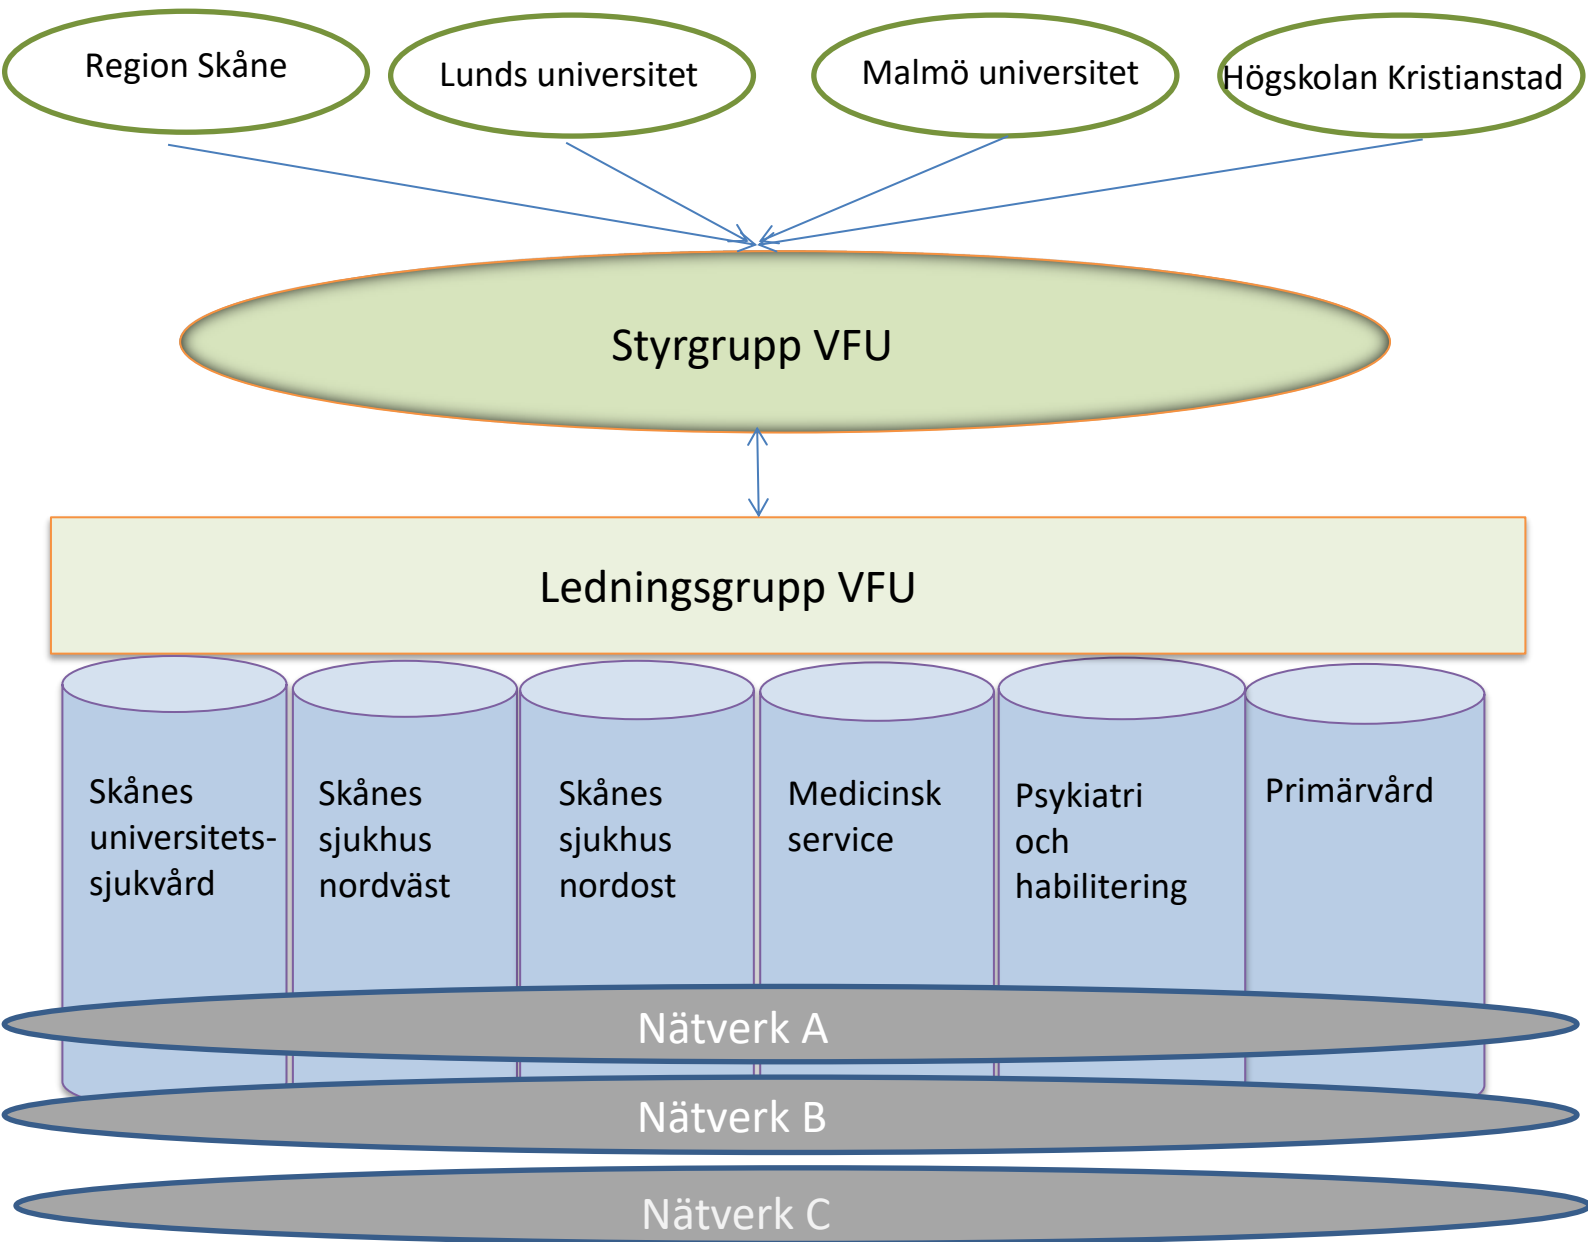 Region Skåne
Lunds universitet
Malmö universitet
Högskolan Kristianstad
Styrgrupp VFU
Ledningsgrupp VFU
Skånes
universitets-
sjukvård
Skånes
sjukhus
nordväst
Skånes
sjukhus
nordost
Medicinsk
service
Psykiatri
och
habilitering
Primärvård
Nätverk A
Nätverk B
Nätverk C